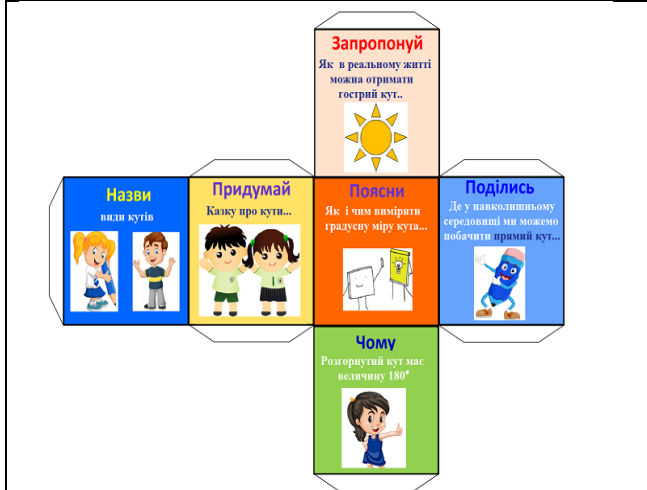 Запропонуй
Як в реальному житті
можна отримати
гострий кут..
Назви
види кутів
Придумай
Казку про кути...
Поясни
Як і чим виміряти
градусну міру кута...
Поділись
Де у навколишньому
середовищі ми можемо
побачити прямий кут...
Чому
Розгорнутий кут має
величину 180°